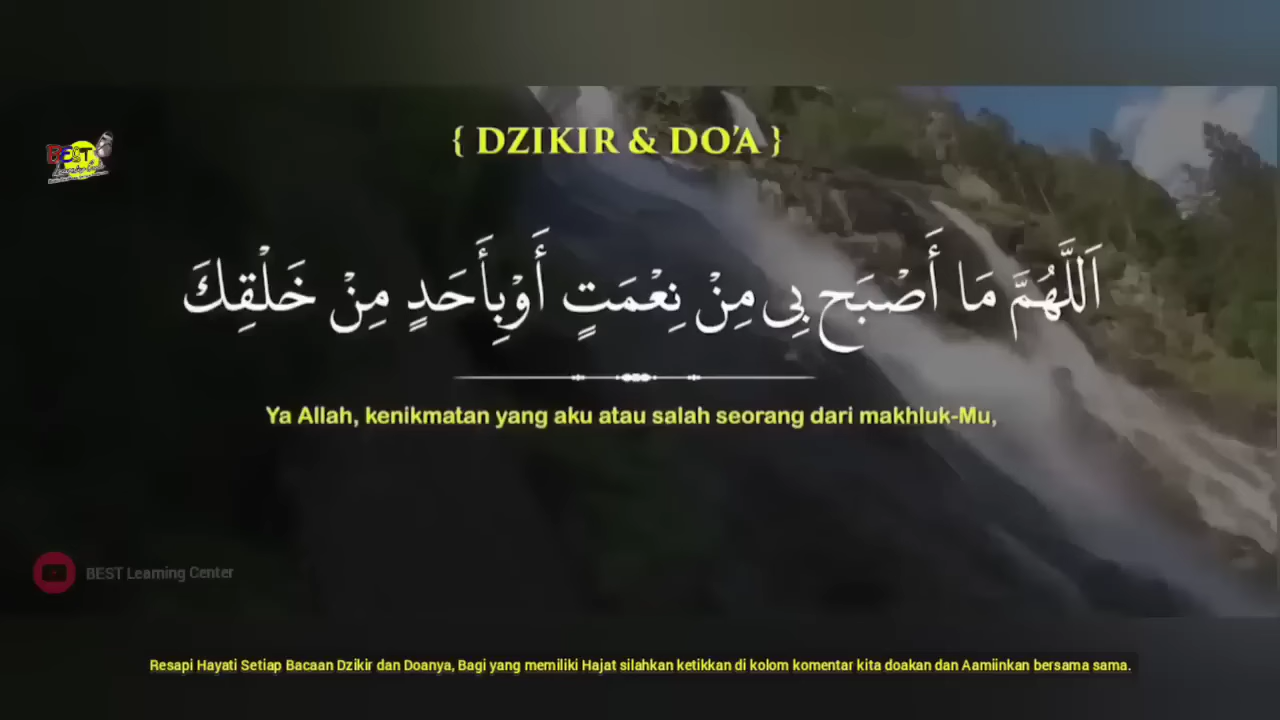 { DZIKIR & DO'A }
BEST
اَللَّهُمَّ مَا أَصْبَح بِى مِنْ نِعْمَتٍ أَوْبِأَحَدٍ مِنْ خَلْقِكَ
Ya Allah, kenikmatan yang aku atau salah seorang dari makhluk-Mu,
BEST Learning Center
Resapi Hayati Setiap Bacaan Dzikir dan Doanya, Bagi yang memiliki Hajat silahkan ketikkan di kolom komentar kita doakan dan Aamiinkan bersama sama.